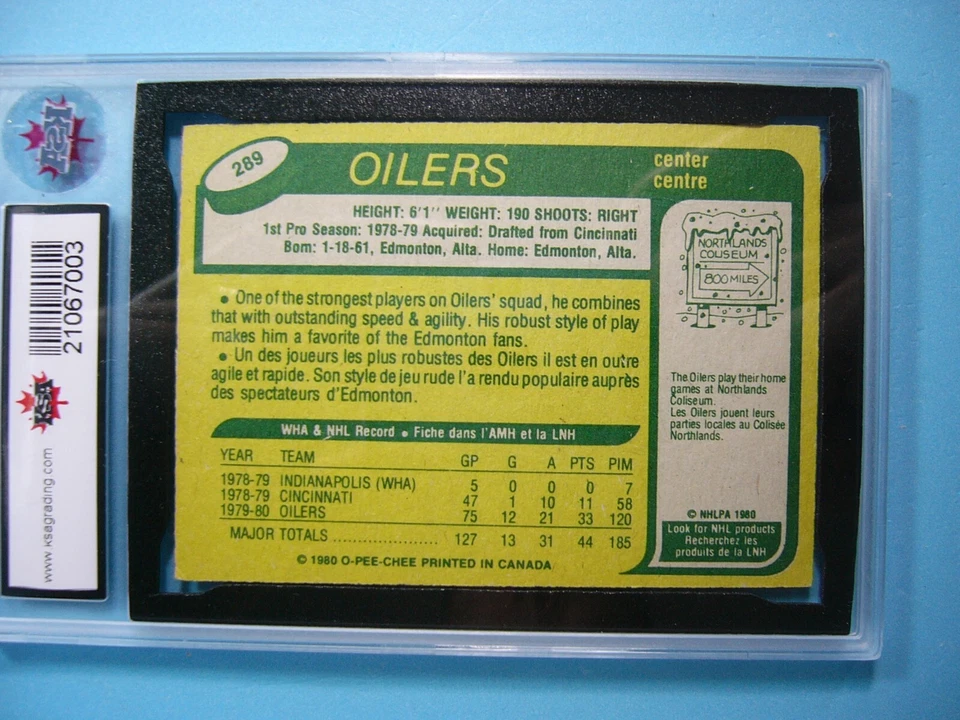 KSA
21067003
KSA
www.ksagrading.com
289
OILERS
center
centre
HEIGHT: 6'1'' WEIGHT: 190 SHOOTS: RIGHT
1st Pro Season: 1978-79 Acquired: Drafted from Cincinnati
Born: 1-18-61, Edmonton, Alta. Home: Edmonton, Alta.
• One of the strongest players on Oilers' squad, he combines
that with outstanding speed & agility. His robust style of play
makes him a favorite of the Edmonton fans.
• Un des joueurs les plus robustes des Oilers il est en outre
agile et rapide. Son style de jeu rude l'a rendu populaire auprès
des spectateurs d'Edmonton.
WHA & NHL Record • Fiche dans l'AMH et la LNH
YEAR TEAM GP G A PTS PIM
1978-79 INDIANAPOLIS (WHA) 5 0 0 0 7
1978-79 CINCINNATI 47 1 10 11 58
1979-80 OILERS 75 12 21 33 120
MAJOR TOTALS .................... 127 13 31 44 185
© 1980 O-PEE-CHEE PRINTED IN CANADA
NORTHLANDS
COLISEUM
800 MILES
The Oilers play their home
games at Northlands
Coliseum.
Les Oilers jouent leurs
parties locales au Colisée
Northlands.
© NHLPA 1980
Look for NHL products
Recherchez les
produits de la LNH